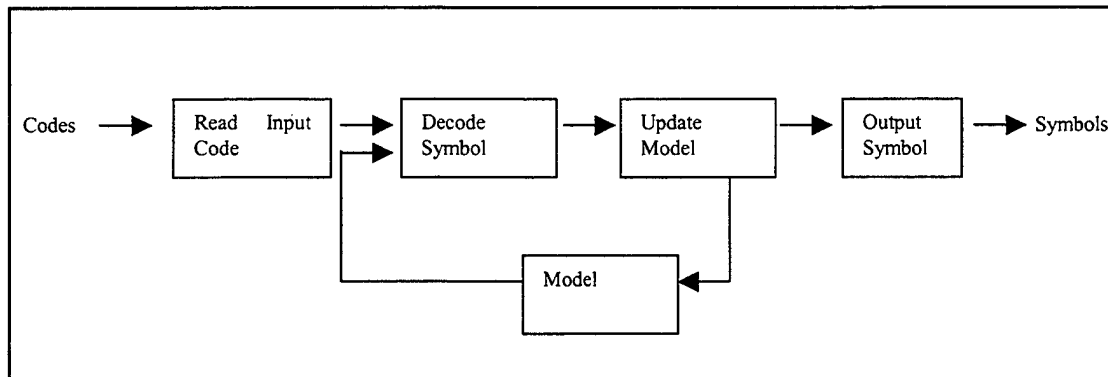 Codes
Read Input
Code
Decode
Symbol
Update
Model
Output
Symbol
Symbols
Model